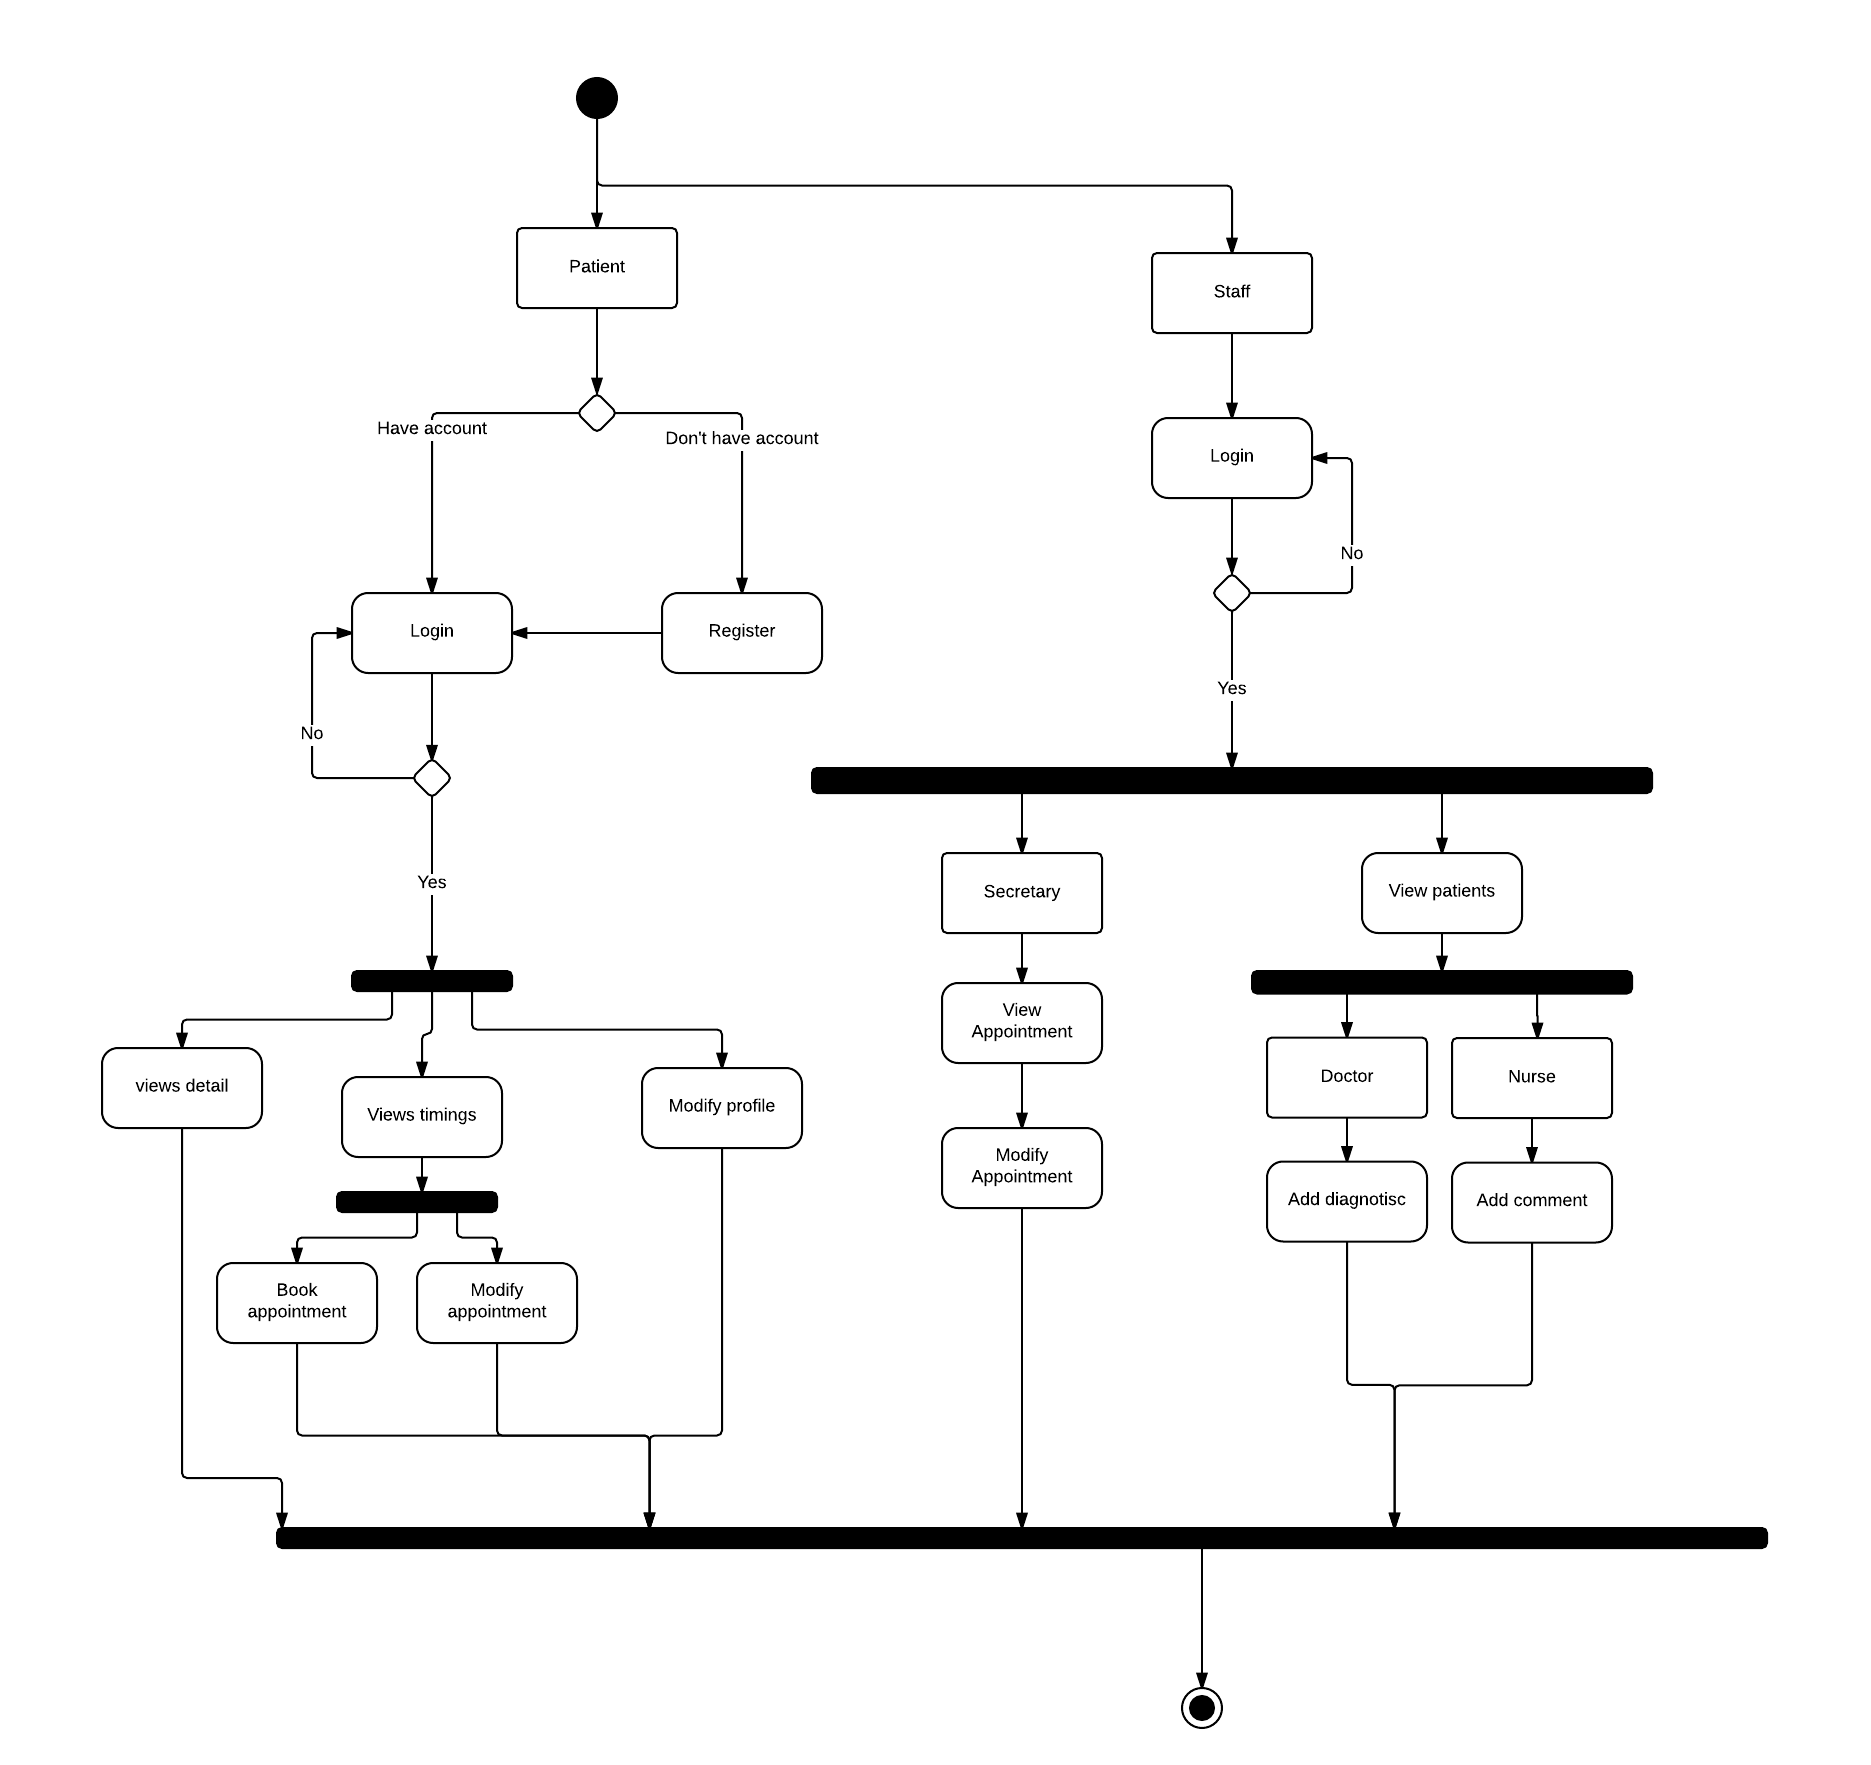 Patient
Staff
Have account
Don't have account
Login
No
Login
Register
Yes
No
Yes
Secretary
View patients
View
Appointment
Doctor
Nurse
views detail
Views timings
Modify profile
Modify
Appointment
Add diagnotisc
Add comment
Book
appointment
Modify
appointment